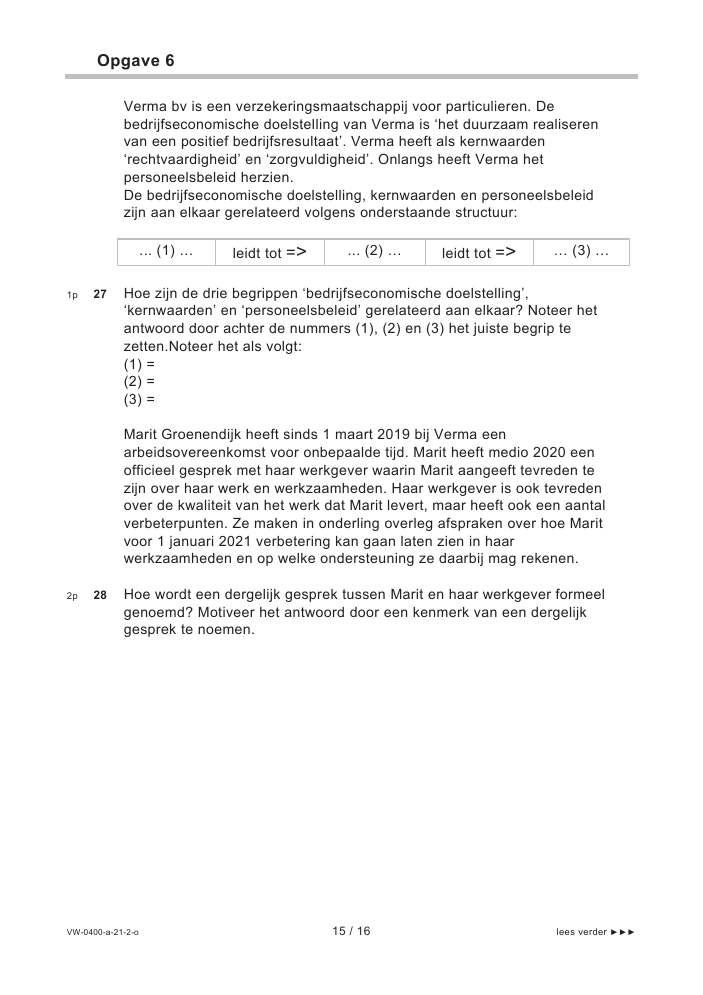 Opgave 6
Verma bv is een verzekeringsmaatschappij voor particulieren. De
bedrijfseconomische doelstelling van Verma is ‘het duurzaam realiseren
van een positief bedrijfsresultaat’. Verma heeft als kernwaarden
‘rechtvaardigheid’ en ‘zorgvuldigheid’. Onlangs heeft Verma het
personeelsbeleid herzien.
De bedrijfseconomische doelstelling, kernwaarden en personeelsbeleid
zijn aan elkaar gerelateerd volgens onderstaande structuur:
... (1) ... leidt tot => ... (2) ... leidt tot => ... (3) ...
1p 27 Hoe zijn de drie begrippen ‘bedrijfseconomische doelstelling’,
‘kernwaarden’ en ‘personeelsbeleid’ gerelateerd aan elkaar? Noteer het
antwoord door achter de nummers (1), (2) en (3) het juiste begrip te
zetten.Noteer het als volgt:
(1) =
(2) =
(3) =
Marit Groenendijk heeft sinds 1 maart 2019 bij Verma een
arbeidsovereenkomst voor onbepaalde tijd. Marit heeft medio 2020 een
officieel gesprek met haar werkgever waarin Marit aangeeft tevreden te
zijn over haar werk en werkzaamheden. Haar werkgever is ook tevreden
over de kwaliteit van het werk dat Marit levert, maar heeft ook een aantal
verbeterpunten. Ze maken in onderling overleg afspraken over hoe Marit
voor 1 januari 2021 verbetering kan gaan laten zien in haar
werkzaamheden en op welke ondersteuning ze daarbij mag rekenen.
2p 28 Hoe wordt een dergelijk gesprek tussen Marit en haar werkgever formeel
genoemd? Motiveer het antwoord door een kenmerk van een dergelijk
gesprek te noemen.
VW-0400-a-21-2-o 15 / 16 lees verder ►►►